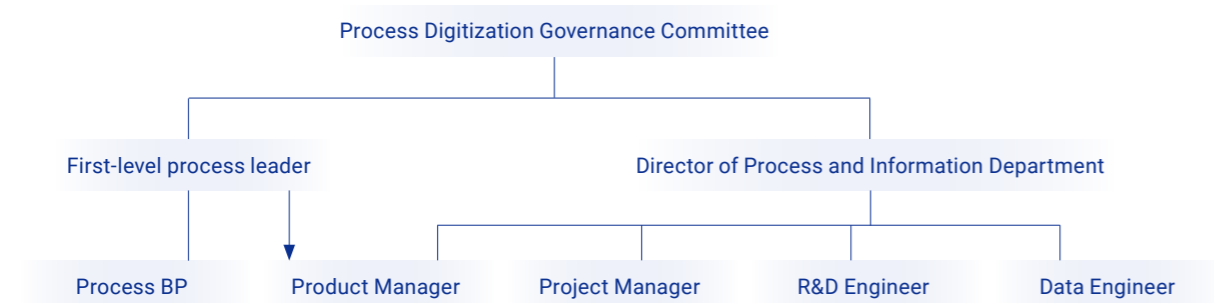 Process Digitization Governance Committee
First-level process leader
Director of Process and Information Department
Process BP
Product Manager
Project Manager
R&D Engineer
Data Engineer